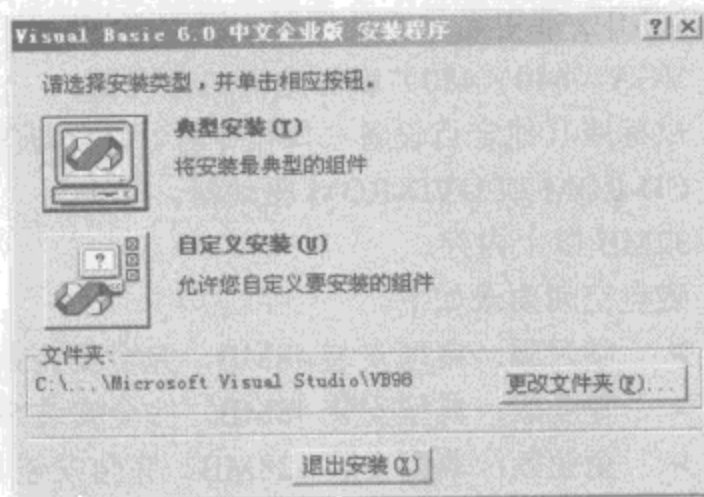 Visual Basic 6.0 中文企业版 安装程序
请选择安装类型，并单击相应按钮。
典型安装(T)
将安装最典型的组件
自定义安装(U)
允许您自定义要安装的组件
文件夹:
C:\...\Microsoft Visual Studio\VB98
更改文件夹(F)...
退出安装(X)